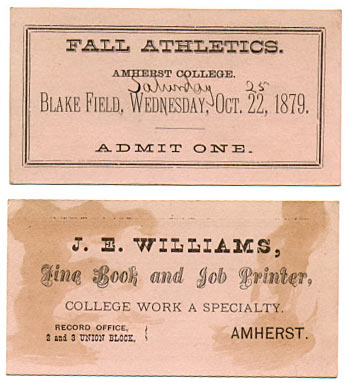 FALL ATHLETICS.
AMHERST COLLEGE.
Saturday 25
BLAKE FIELD, WEDNESDAY, OCT. 22, 1879.
ADMIT ONE.
J. E. WILLIAMS,
Fine Book and Job Printer,
COLLEGE WORK A SPECIALTY.
RECORD OFFICE,
2 and 3 UNION BLOCK,
AMHERST.